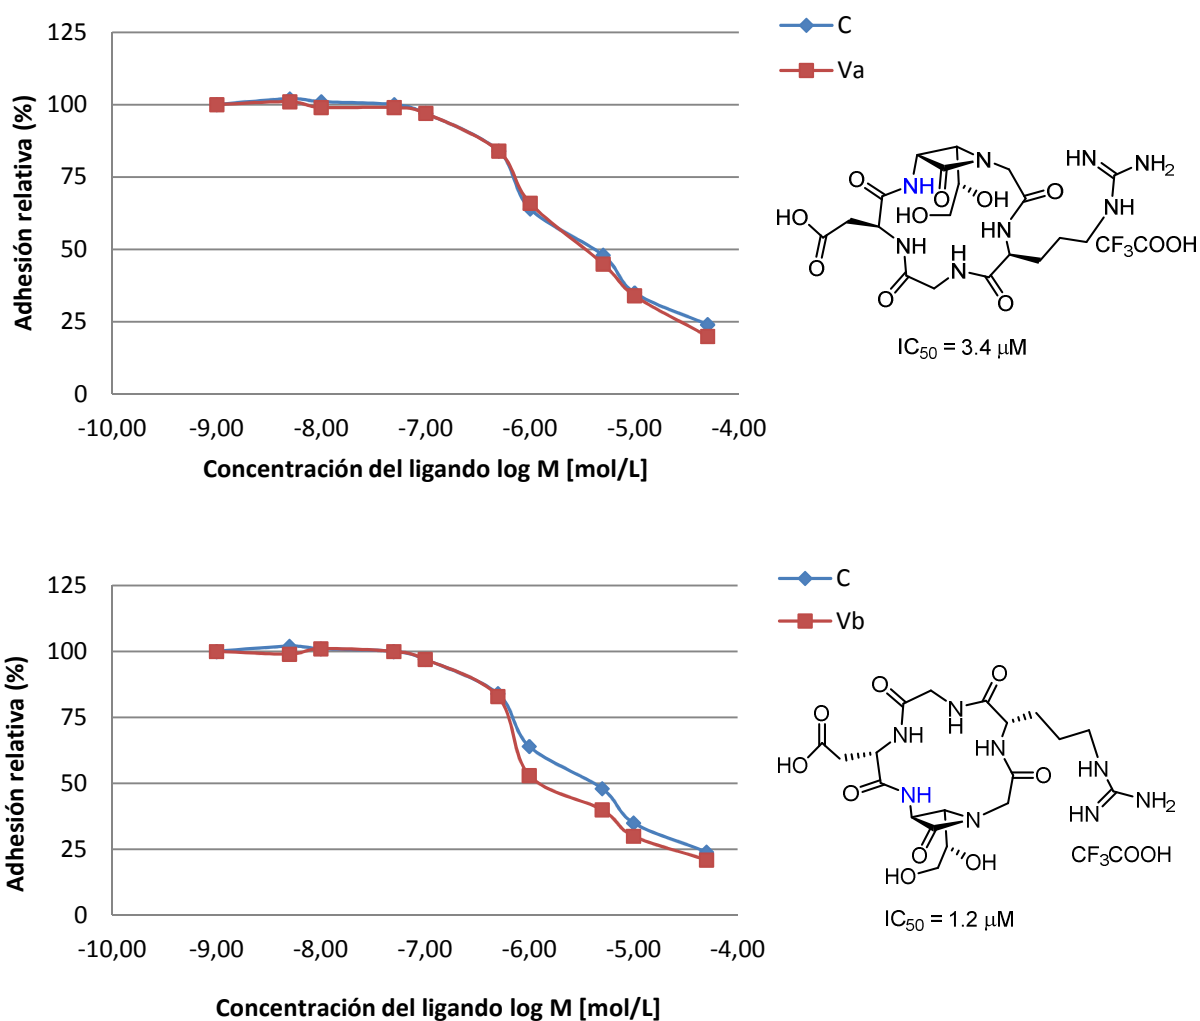 125
100
75
50
25
0
Adhesión relativa (%)
-10,00 -9,00 -8,00 -7,00 -6,00 -5,00 -4,00
Concentración del ligando log M [mol/L]
C
Va
NH
N
O
O
OH
HO
O
HN
NH
HO
O
NH
H
N
O
O
HN
NH2
NH
CF3COOH
IC50 = 3.4 μM
125
100
75
50
25
0
Adhesión relativa (%)
-10,00 -9,00 -8,00 -7,00 -6,00 -5,00 -4,00
Concentración del ligando log M [mol/L]
C
Vb
O
O
N
H
O
HO
NH
HN
O
NH
O
N
O
OH
HO
HN
HN
NH2
CF3COOH
IC50 = 1.2 μM